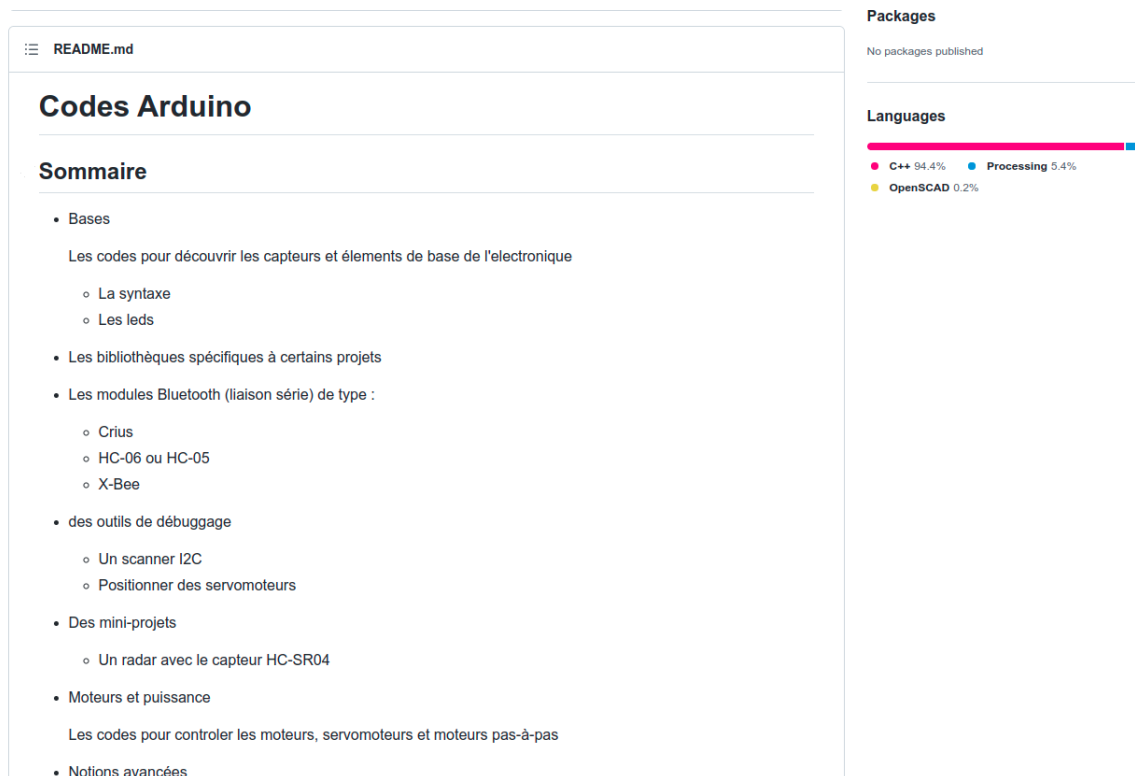 README.md
Codes Arduino
Sommaire
Bases
Les codes pour découvrir les capteurs et élements de base de l'electronique
La syntaxe
Les leds
Les bibliothèques spécifiques à certains projets
Les modules Bluetooth (liaison série) de type :
Crius
HC-06 ou HC-05
X-Bee
des outils de débuggage
Un scanner I2C
Positionner des servomoteurs
Des mini-projets
Un radar avec le capteur HC-SR04
Moteurs et puissance
Les codes pour controler les moteurs, servomoteurs et moteurs pas-à-pas
Notions avancées
Packages
No packages published
Languages
C++ 94.4% Processing 5.4%
OpenSCAD 0.2%